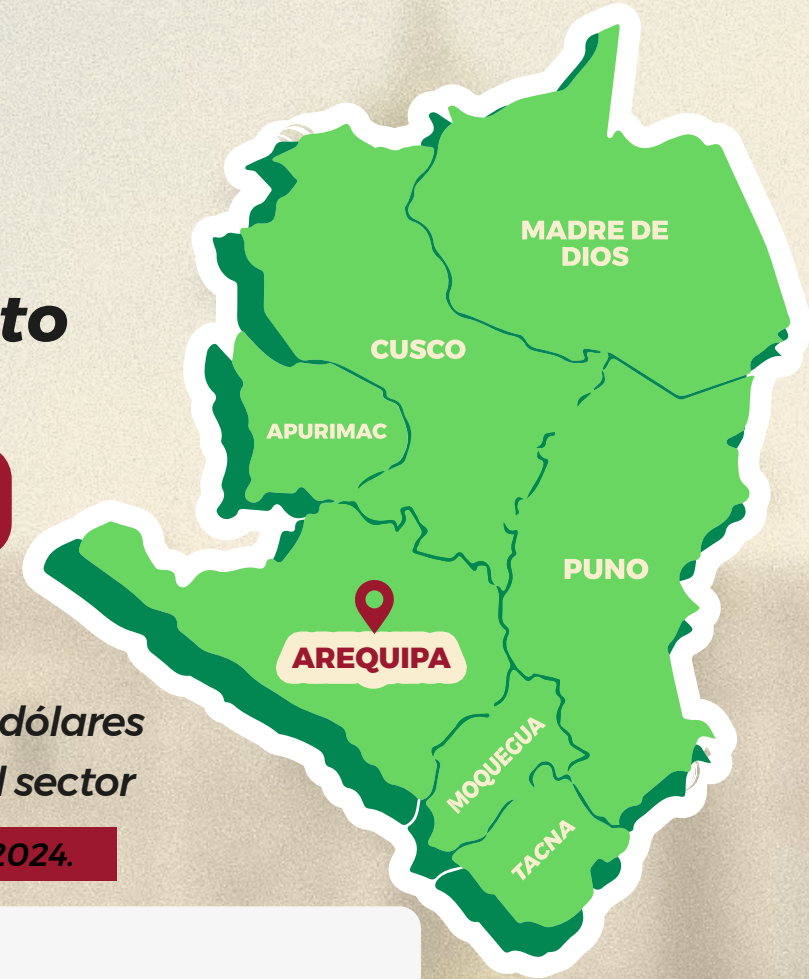 MADRE DE
DIOS
to
CUSCO
APURIMAC
PUNO
AREQUIPA
dólares
MOQUEGUA
sector
TACNA
2024.